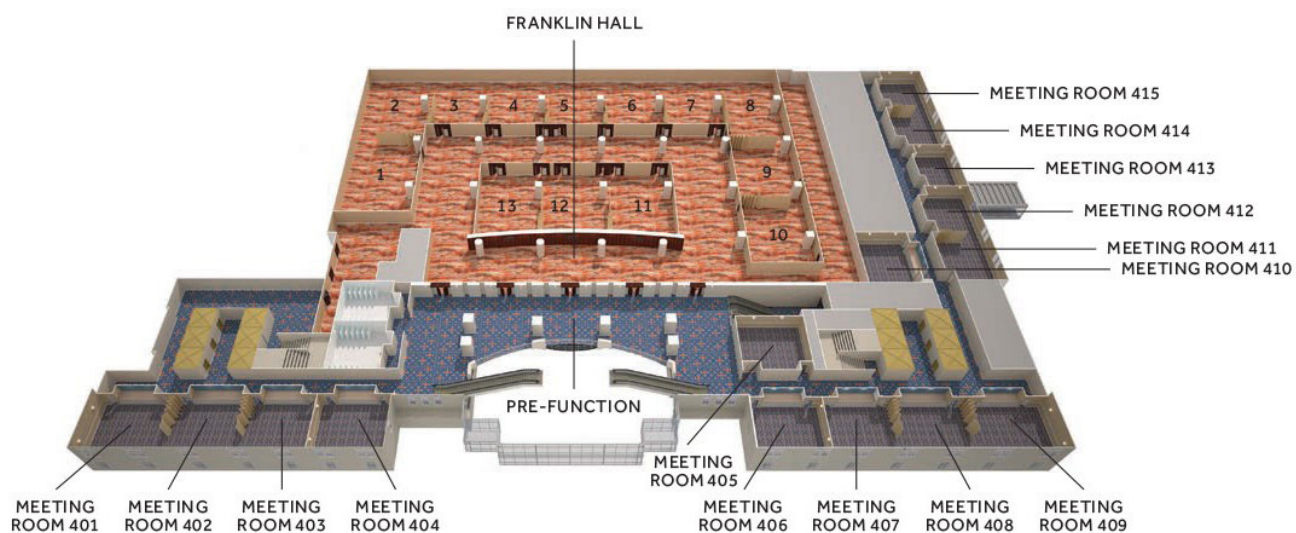 FRANKLIN HALL
2
3
4
5
6
7
8
1
9
13
12
11
10
MEETING ROOM 415
MEETING ROOM 414
MEETING ROOM 413
MEETING ROOM 412
MEETING ROOM 411
MEETING ROOM 410
PRE-FUNCTION
MEETING
ROOM 405
MEETING
ROOM 401
MEETING
ROOM 402
MEETING
ROOM 403
MEETING
ROOM 404
MEETING
ROOM 406
MEETING
ROOM 407
MEETING
ROOM 408
MEETING
ROOM 409